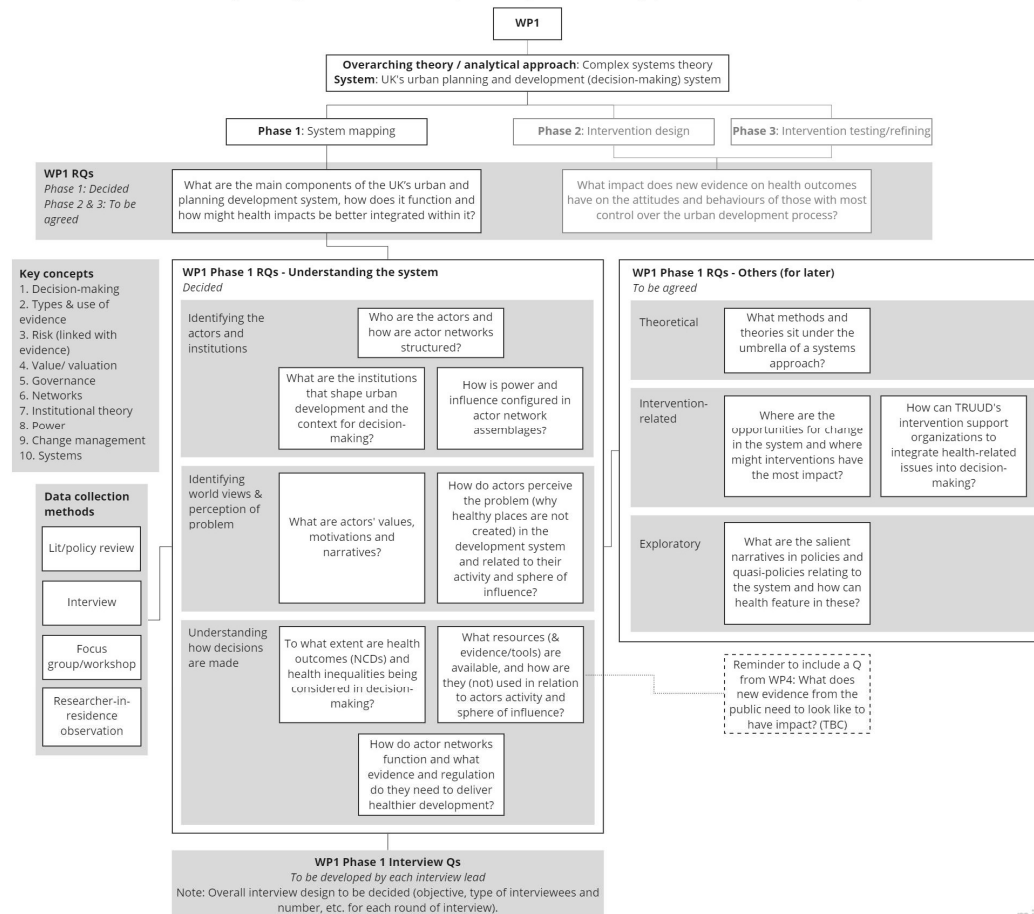 WP1
Overarching theory / analytical approach: Complex systems theory
System: UK's urban planning and development (decision-making) system
Phase 1: System mapping
Phase 2: Intervention design
Phase 3: Intervention testing/refining
WP1 RQs
Phase 1: Decided
Phase 2 & 3: To be
agreed
What are the main components of the UK's urban and
planning development system, how does it function and
how might health impacts be better integrated within it?
What impact does new evidence on health outcomes
have on the attitudes and behaviours of those with most
control over the urban development process?
Key concepts
1. Decision-making
2. Types & use of
evidence
3. Risk (linked with
evidence)
4. Value/ valuation
5. Governance
6. Networks
7. Institutional theory
8. Power
9. Change management
10. Systems
Data collection
methods
Lit/policy review
Interview
Focus
group/workshop
Researcher-in-
residence
observation
WP1 Phase 1 RQs - Understanding the system
Decided
Identifying the
actors and
institutions
Who are the actors and
how are actor networks
structured?
What are the institutions
that shape urban
development and the
context for decision-
making?
How is power and
influence configured in
actor network
assemblages?
Identifying
world views &
perception of
problem
What are actors' values,
motivations and
narratives?
How do actors perceive
the problem (why
healthy places are not
created) in the
development system
and related to their
activity and sphere of
influence?
Understanding
how decisions
are made
To what extent are health
outcomes (NCDs) and
health inequalities being
considered in decision-
making?
What resources (&
evidence/tools) are
available, and how are
they (not) used in relation
to actors activity and
sphere of influence?
How do actor networks
function and what
evidence and regulation
do they need to deliver
healthier development?
WP1 Phase 1 RQs - Others (for later)
To be agreed
Theoretical
What methods and
theories sit under the
umbrella of a systems
approach?
Intervention-
related
Where are the
opportunities for change
in the system and where
might interventions have
the most impact?
How can TRUUD's
intervention support
organizations to
integrate health-related
issues into decision-
making?
Exploratory
What are the salient
narratives in policies and
quasi-policies relating to
the system and how can
health feature in these?
Reminder to include a Q
from WP4: What does
new evidence from the
public need to look like to
have impact? (TBC)
WP1 Phase 1 Interview Qs
To be developed by each interview lead
Note: Overall interview design to be decided (objective, type of interviewees and
number, etc. for each round of interview).